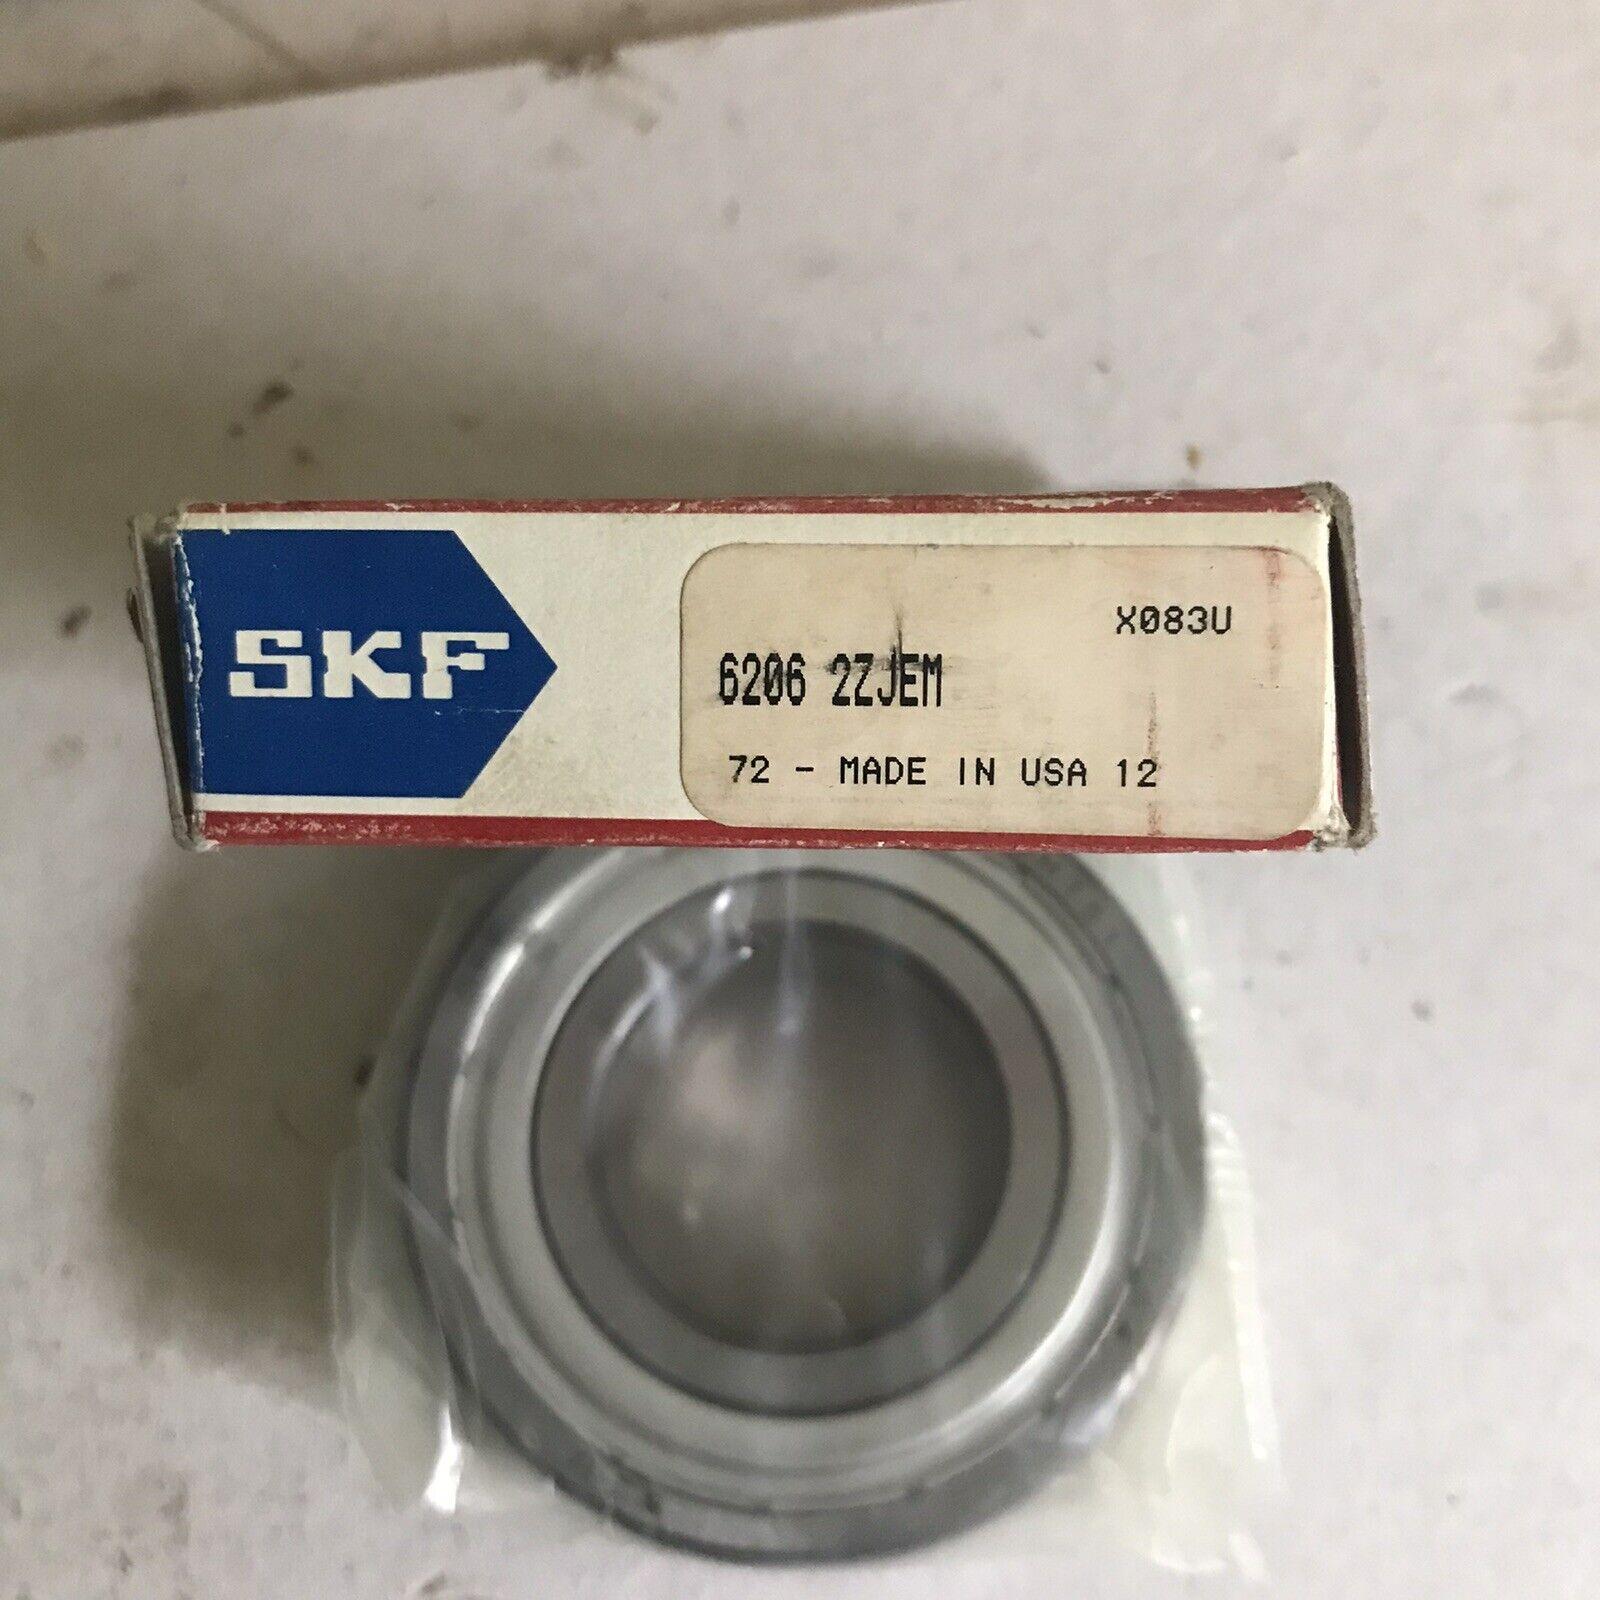 SKF
X083U
6206 2ZJEM
72 - MADE IN USA 12